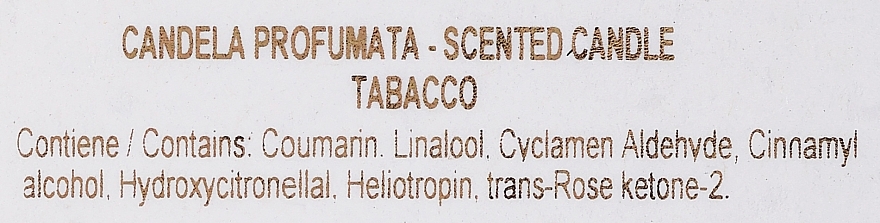 CANDELA PROFUMATA - SCENTED CANDLE
TABACCO
Contiene / Contains: Coumarin. Linalool, Cyclamen Aldehyde, Cinnamyl
alcohol, Hydroxycitronellal, Heliotropin, trans-Rose ketone-2.